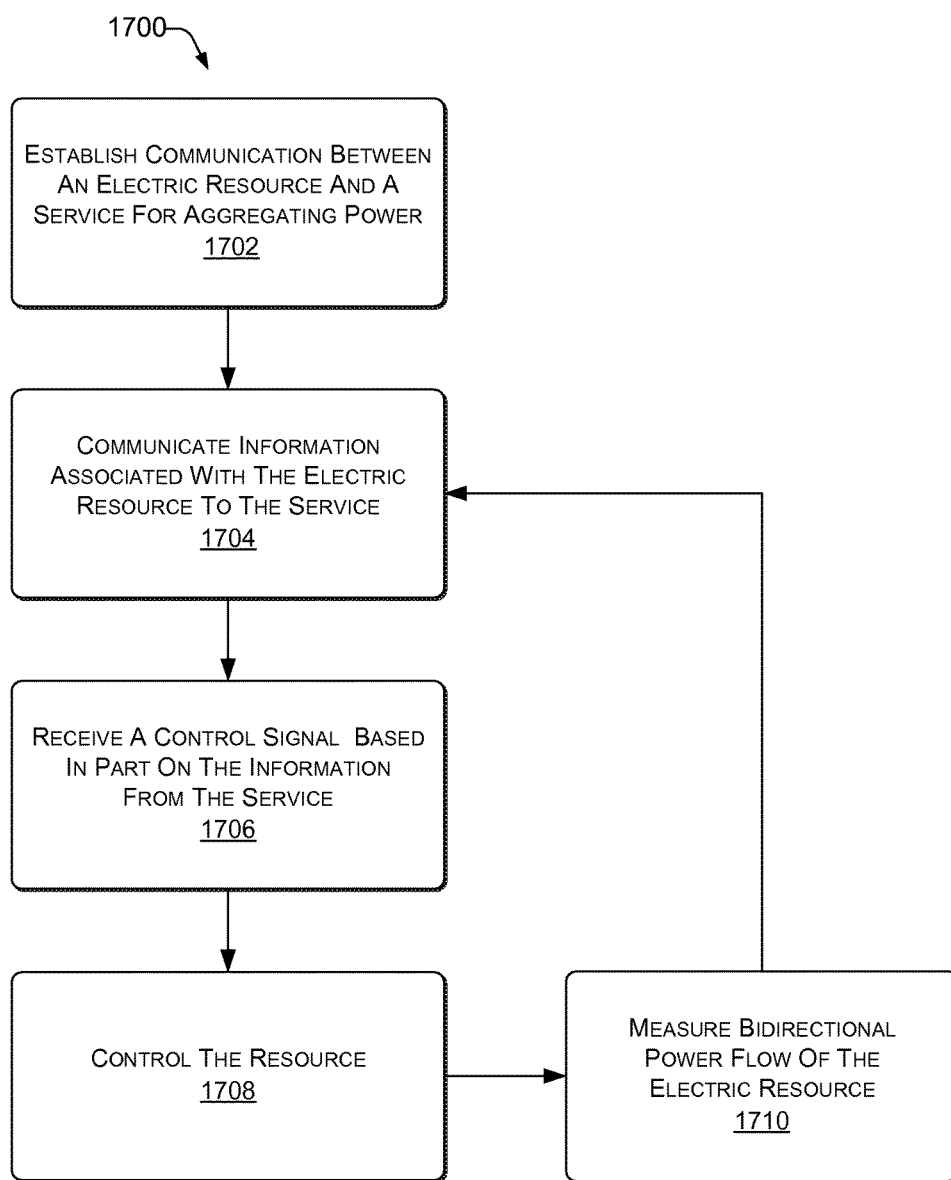 1700
ESTABLISH COMMUNICATION BETWEEN
AN ELECTRIC RESOURCE AND A
SERVICE FOR AGGREGATING POWER
1702
COMMUNICATE INFORMATION
ASSOCIATED WITH THE ELECTRIC
RESOURCE TO THE SERVICE
1704
RECEIVE A CONTROL SIGNAL BASED
IN PART ON THE INFORMATION
FROM THE SERVICE
1706
CONTROL THE RESOURCE
1708
MEASURE BIDIRECTIONAL
POWER FLOW OF THE
ELECTRIC RESOURCE
1710